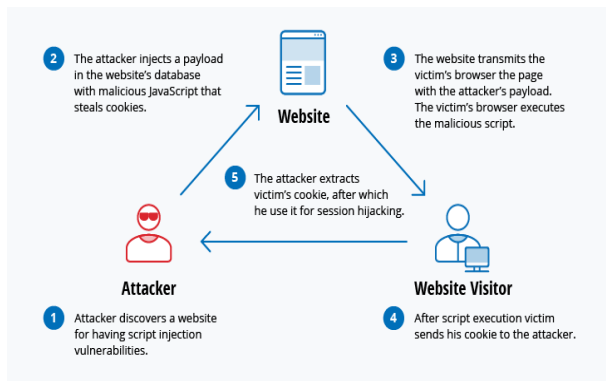 2
The attacker injects a payload
in the website's database
with malicious JavaScript that
steals cookies.
Website
3
The website transmits the
victim's browser the page
with the attacker's payload.
The victim's browser executes
the malicious script.
5
The attacker extracts
victim's cookie, after which
he use it for session hijacking.
Attacker
Website Visitor
1
Attacker discovers a website
for having script injection
vulnerabilities.
4
After script execution victim
sends his cookie to the attacker.